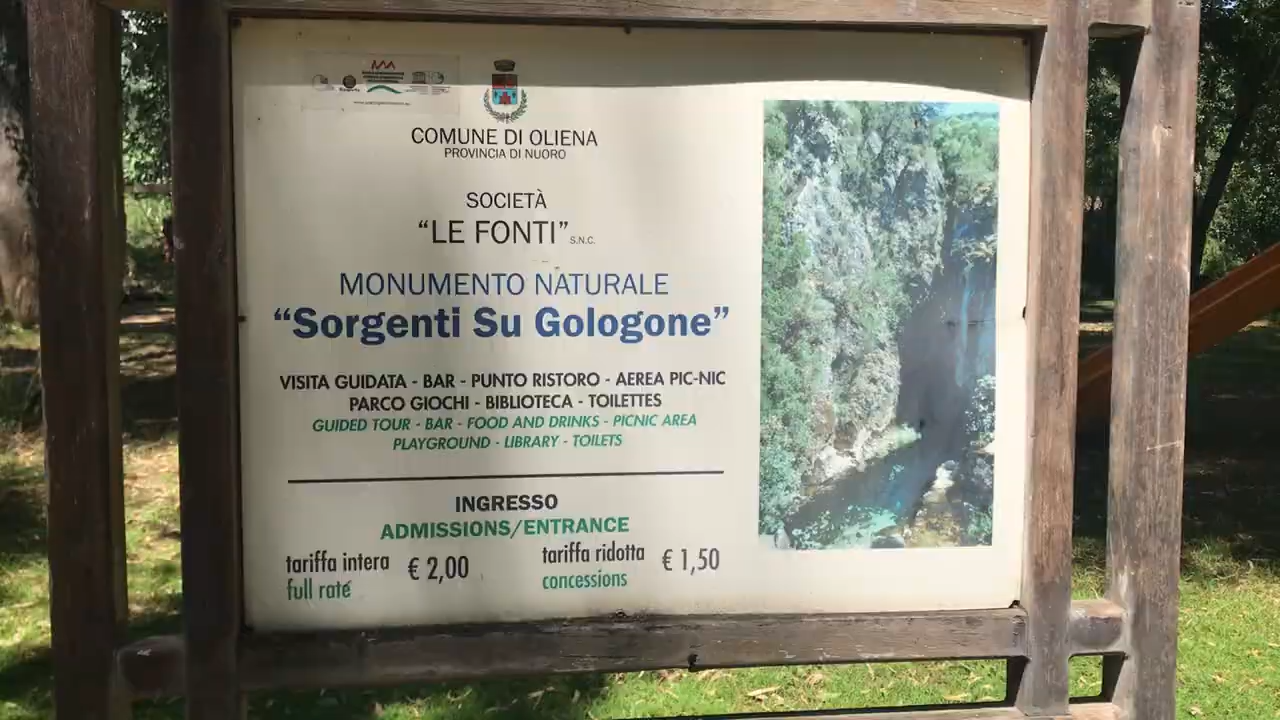 COMUNE DI OLIENA
PROVINCIA DI NUORO
SOCIETÀ
“LE FONTI” S.N.C.
MONUMENTO NATURALE
“Sorgenti Su Gologone”
VISITA GUIDATA - BAR - PUNTO RISTORO - AEREA PIC-NIC
PARCO GIOCHI - BIBLIOTECA - TOILETTES
GUIDED TOUR - BAR - FOOD AND DRINKS - PICNIC AREA
PLAYGROUND - LIBRARY - TOILETS
INGRESSO
ADMISSIONS/ENTRANCE
tariffa intera € 2,00
full rate
tariffa ridotta € 1,50
concessions